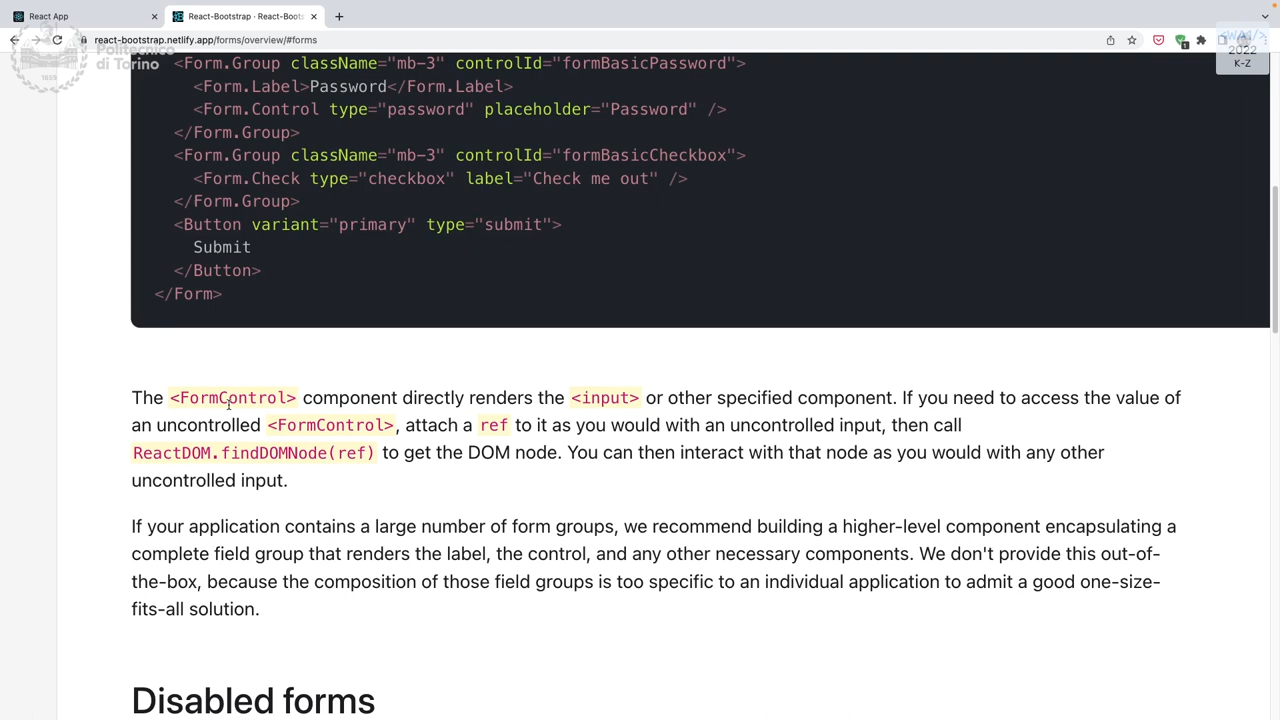 React App
React-Bootstrap · React-Boots
react-bootstrap.netlify.app/forms/overview/#forms
Politecnico
di Torino
1859
2022
K-Z
<Form.Group className="mb-3" controlId="formBasicPassword">
<Form.Label>Password</Form.Label>
<Form.Control type="password" placeholder="Password" />
</Form.Group>
<Form.Group className="mb-3" controlId="formBasicCheckbox">
<Form.Check type="checkbox" label="Check me out" />
</Form.Group>
<Button variant="primary" type="submit">
Submit
</Button>
</Form>
The <FormControl> component directly renders the <input> or other specified component. If you need to access the value of
an uncontrolled <FormControl>, attach a ref to it as you would with an uncontrolled input, then call
ReactDOM.findDOMNode(ref) to get the DOM node. You can then interact with that node as you would with any other
uncontrolled input.
If your application contains a large number of form groups, we recommend building a higher-level component encapsulating a
complete field group that renders the label, the control, and any other necessary components. We don't provide this out-of-
the-box, because the composition of those field groups is too specific to an individual application to admit a good one-size-
fits-all solution.
Disabled forms